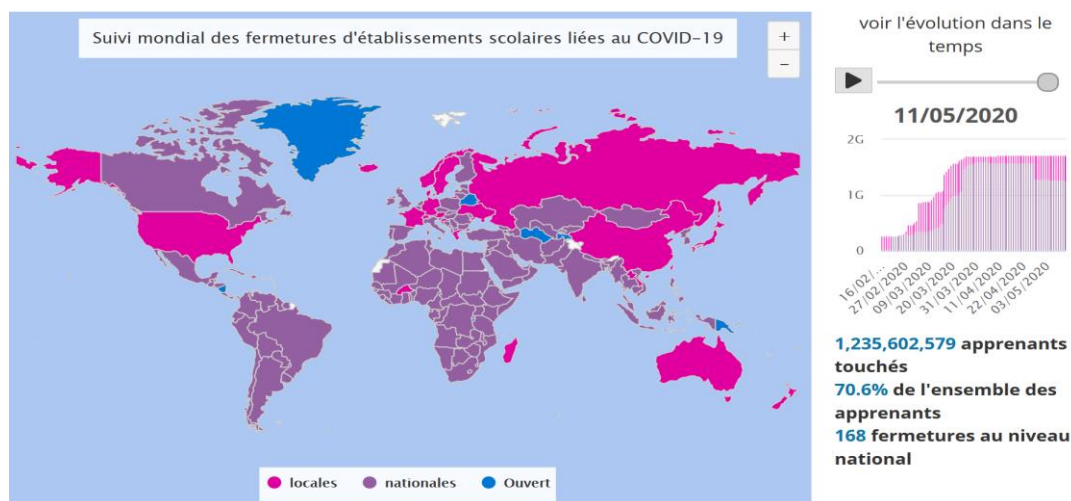 Suivi mondial des fermetures d'établissements scolaires liées au COVID-19
+
−
locales
nationales
Ouvert
voir l'évolution dans le
temps
11/05/2020
2G
1G
0
16/02/...
27/02/2020
09/03/2020
20/03/2020
31/03/2020
11/04/2020
22/04/2020
03/05/2020
1,235,602,579 apprenants
touchés
70.6% de l'ensemble des
apprenants
168 fermetures au niveau
national